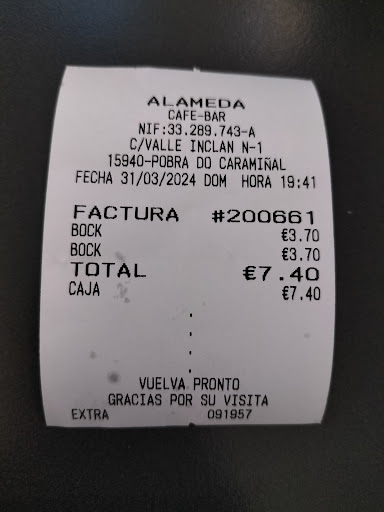 ALAMEDA
CAFE-BAR
NIF:33.289.743-A
C/VALLE INCLAN N-1
15940-POBRA DO CARAMIÑAL
FECHA 31/03/2024 DOM HORA 19:41
FACTURA #200661
BOCK €3.70
BOCK €3.70
TOTAL €7.40
CAJA €7.40
.
.
.
.
VUELVA PRONTO
GRACIAS POR SU VISITA
EXTRA 091957